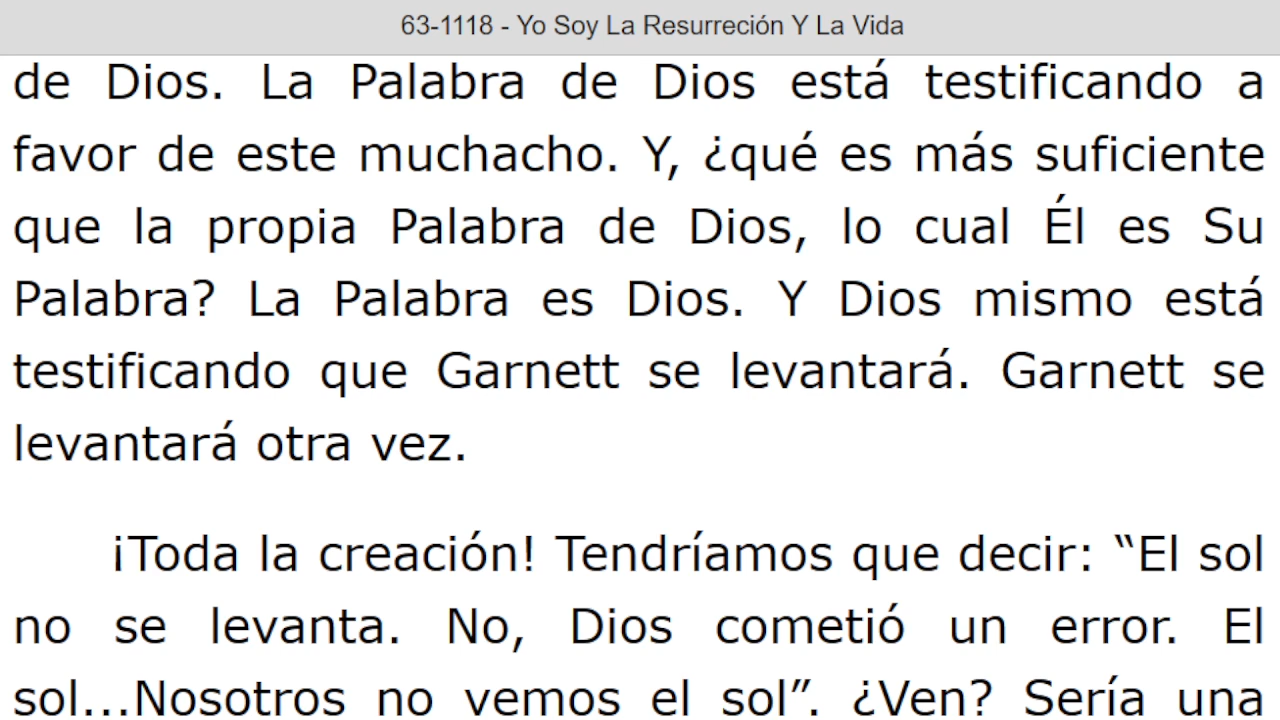 63-1118 - Yo Soy La Resurreción Y La Vida
de Dios. La Palabra de Dios está testificando a
favor de este muchacho. Y, ¿qué es más suficiente
que la propia Palabra de Dios, lo cual Él es Su
Palabra? La Palabra es Dios. Y Dios mismo está
testificando que Garnett se levantará. Garnett se
levantará otra vez.
¡Toda la creación! Tendríamos que decir: “El sol
no se levanta. No, Dios cometió un error. El
sol...Nosotros no vemos el sol”. ¿Ven? Sería una